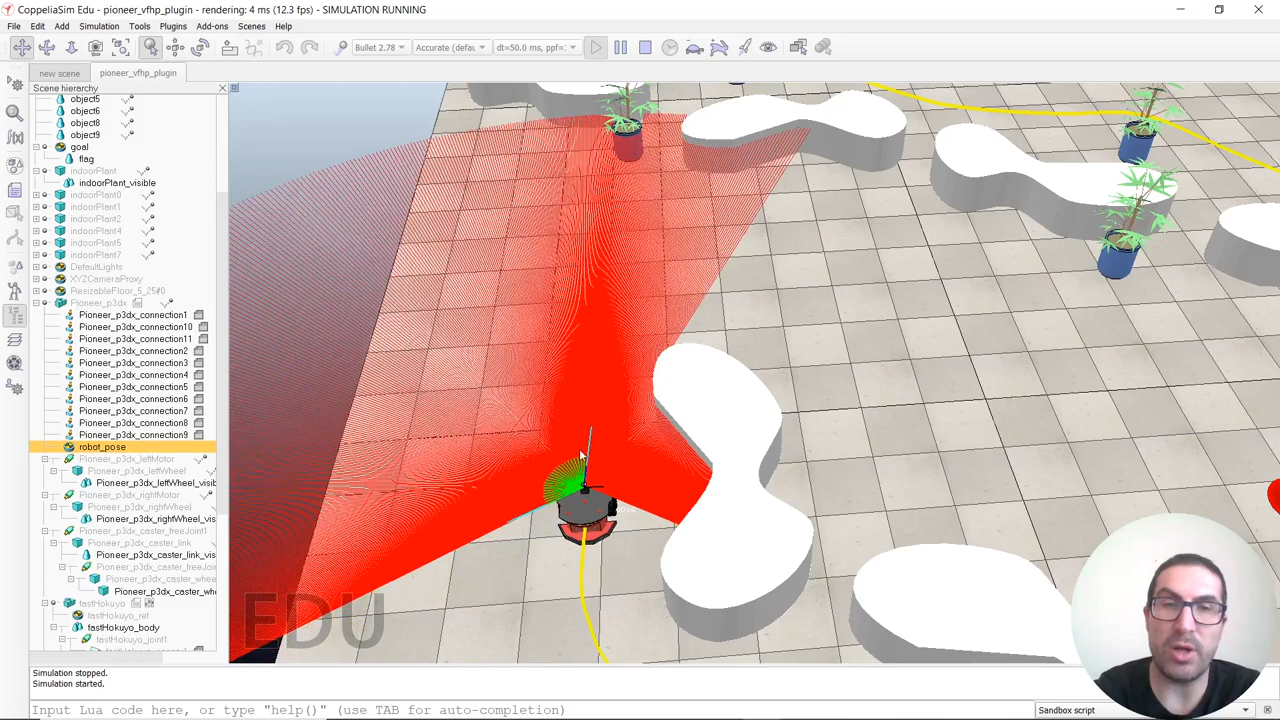 CoppeliaSim Edu - pioneer_vfhp_plugin - rendering: 4 ms (12.3 fps) - SIMULATION RUNNING
File Edit Add Simulation Tools Plugins Add-ons Scenes Help
Bullet 2.78 Accurate (defau dt=50.0 ms, ppf=
new scene pioneer_vfhp_plugin
Scene hierarchy
object5
object6
object8
object9
goal
flag
indoorPlant
indoorPlant_visible
indoorPlant0
indoorPlant1
indoorPlant2
indoorPlant4
indoorPlant5
indoorPlant7
DefaultLights
XYZCameraProxy
ResizableFloor_5_25#0
Pioneer_p3dx
Pioneer_p3dx_connection1
Pioneer_p3dx_connection10
Pioneer_p3dx_connection11
Pioneer_p3dx_connection2
Pioneer_p3dx_connection3
Pioneer_p3dx_connection4
Pioneer_p3dx_connection5
Pioneer_p3dx_connection6
Pioneer_p3dx_connection7
Pioneer_p3dx_connection8
Pioneer_p3dx_connection9
robot_pose
Pioneer_p3dx_leftMotor
Pioneer_p3dx_leftWheel
Pioneer_p3dx_leftWheel_visib
Pioneer_p3dx_rightMotor
Pioneer_p3dx_rightWheel
Pioneer_p3dx_rightWheel_vis
Pioneer_p3dx_caster_freeJoint1
Pioneer_p3dx_caster_link
Pioneer_p3dx_caster_link_vis
Pioneer_p3dx_caster_freeJoi
Pioneer_p3dx_caster_whe
Pioneer_p3dx_caster_wh
fastHokuyo
fastHokuyo_ref
fastHokuyo_body
fastHokuyo_joint1
EDU
Simulation stopped.
Simulation started.
Input Lua code here, or type "help()" (use TAB for auto-completion)
Sandbox script